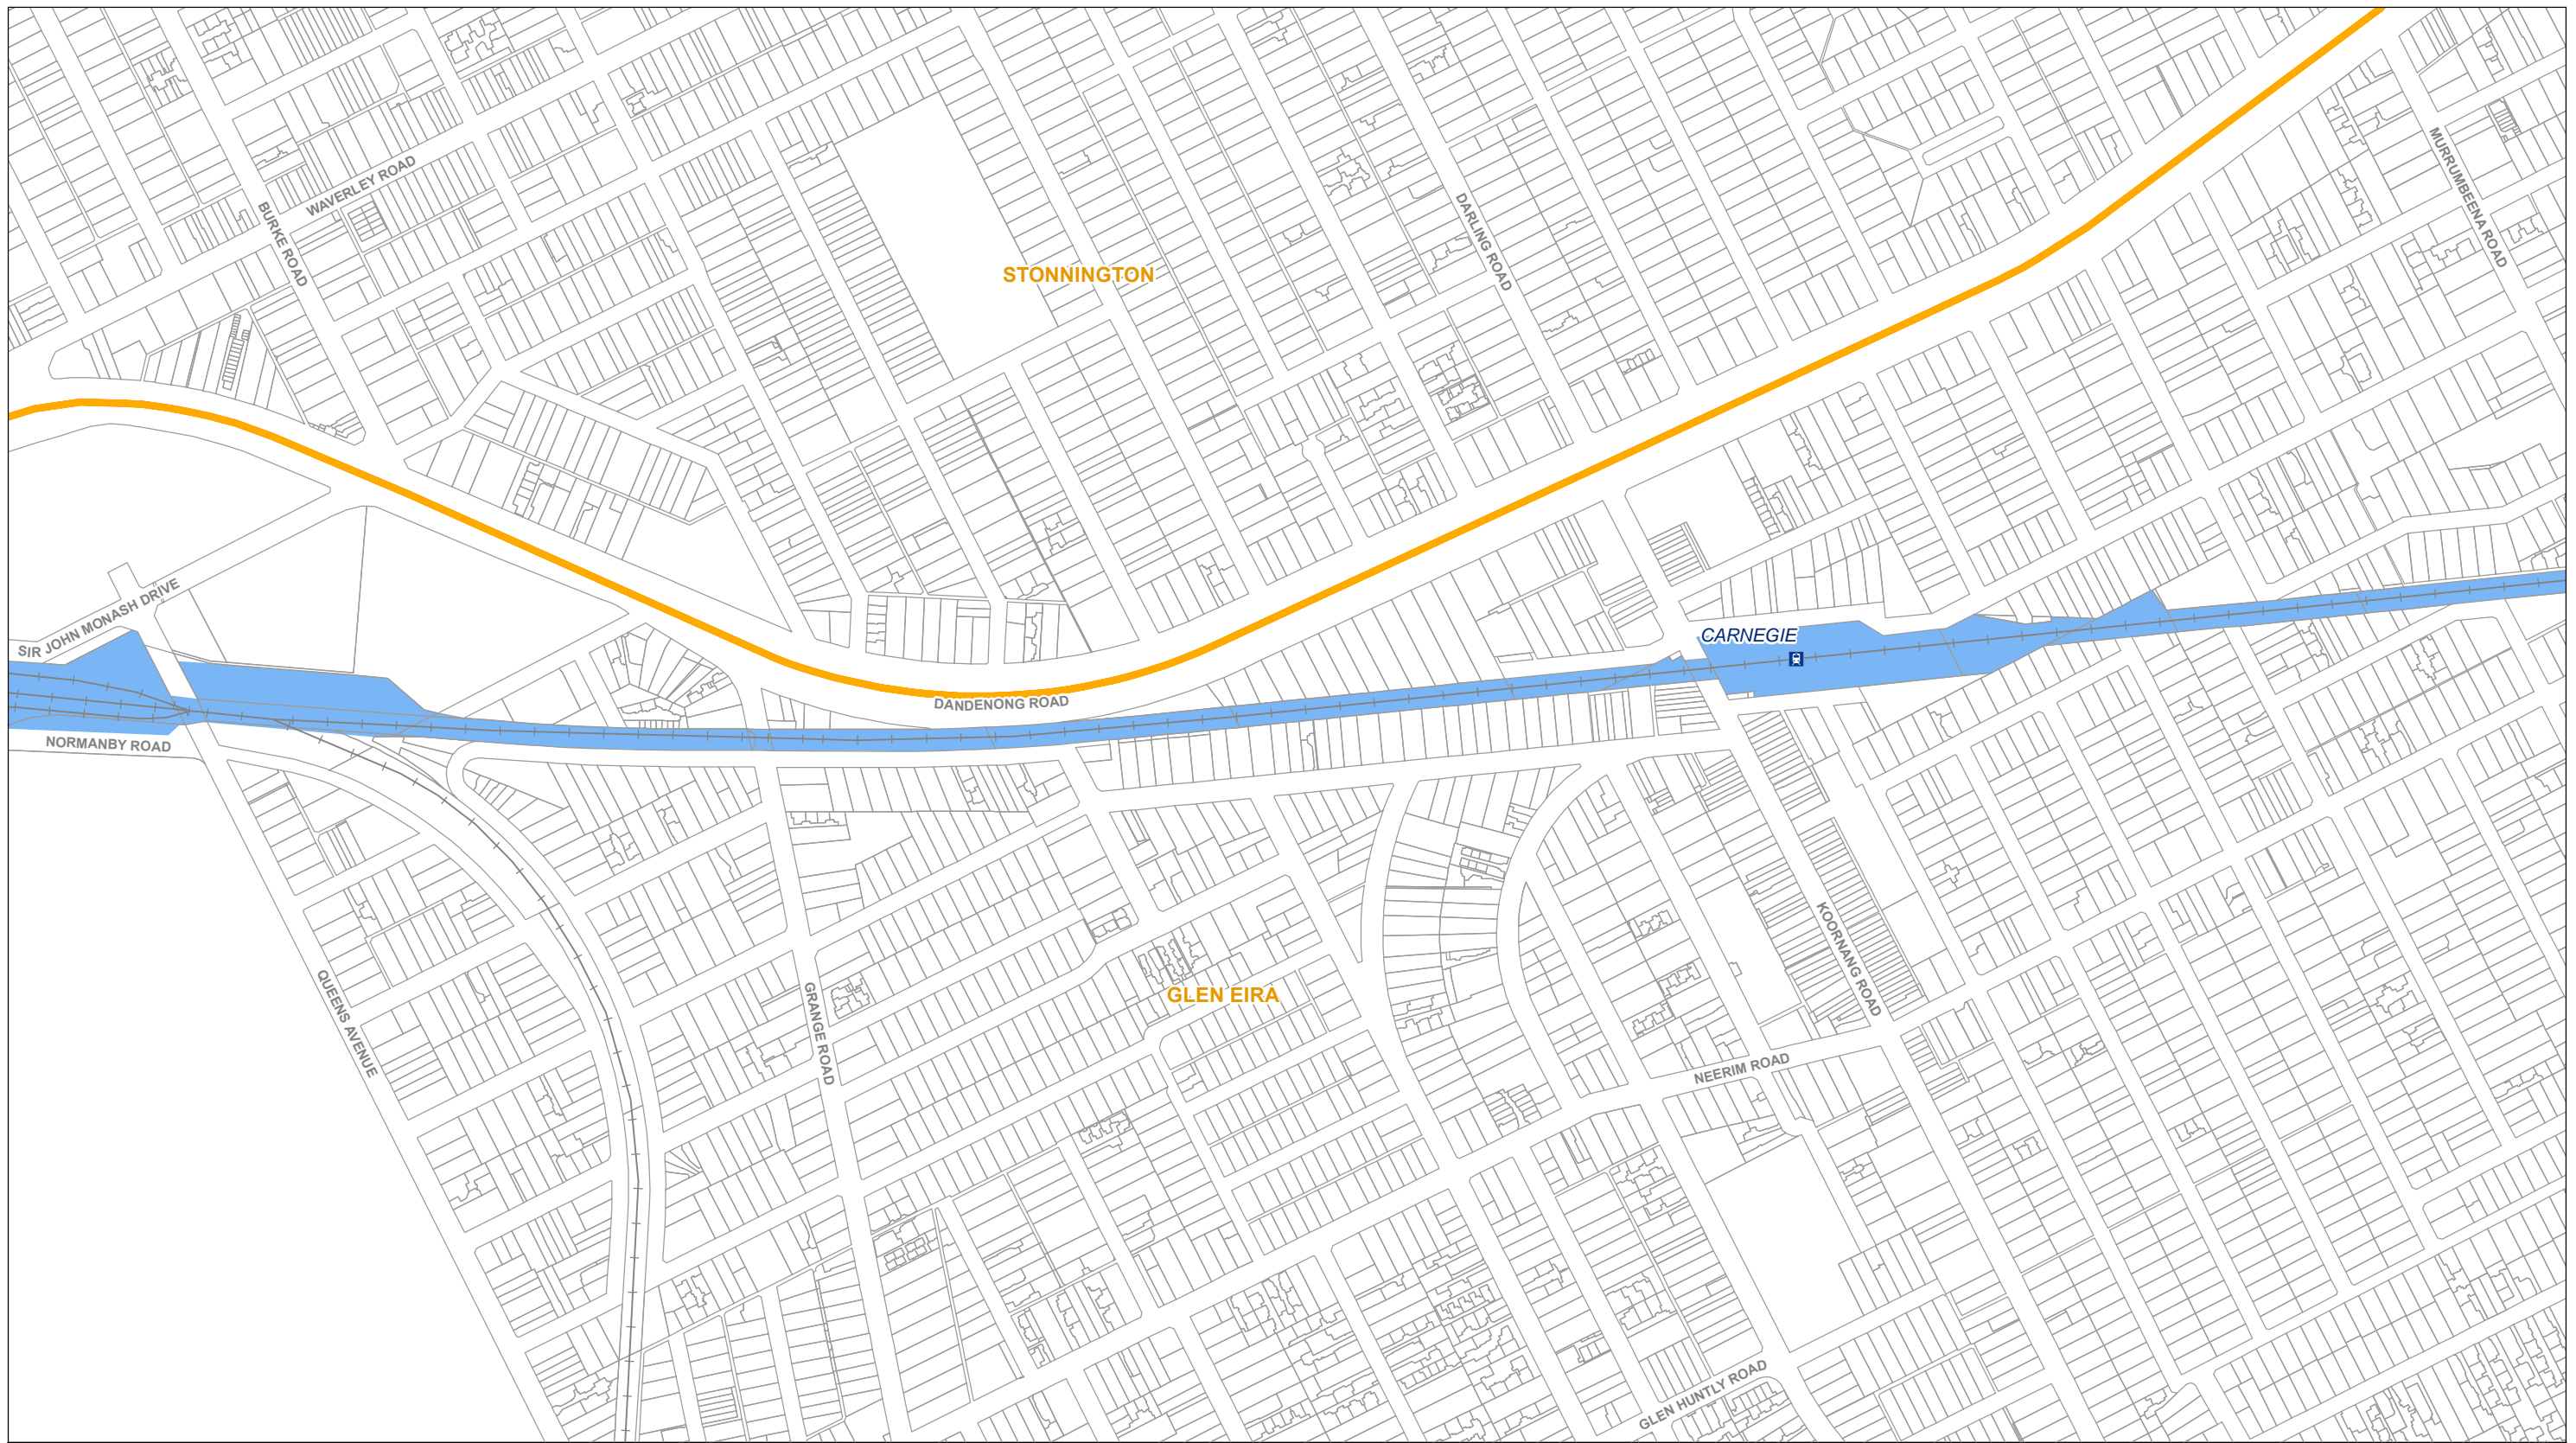 WAVERLEY ROAD
BURKE ROAD
MURRUMBEENA ROAD
DARLING ROAD
STONNINGTON
SIR JOHN MONASH DRIVE
CARNEGIE
DANDENONG ROAD
NORMANBY ROAD
KOORNANG ROAD
QUEENS AVENUE
GRANGE ROAD
GLEN EIRA
NEERIM ROAD
GLEN HUNTLY ROAD